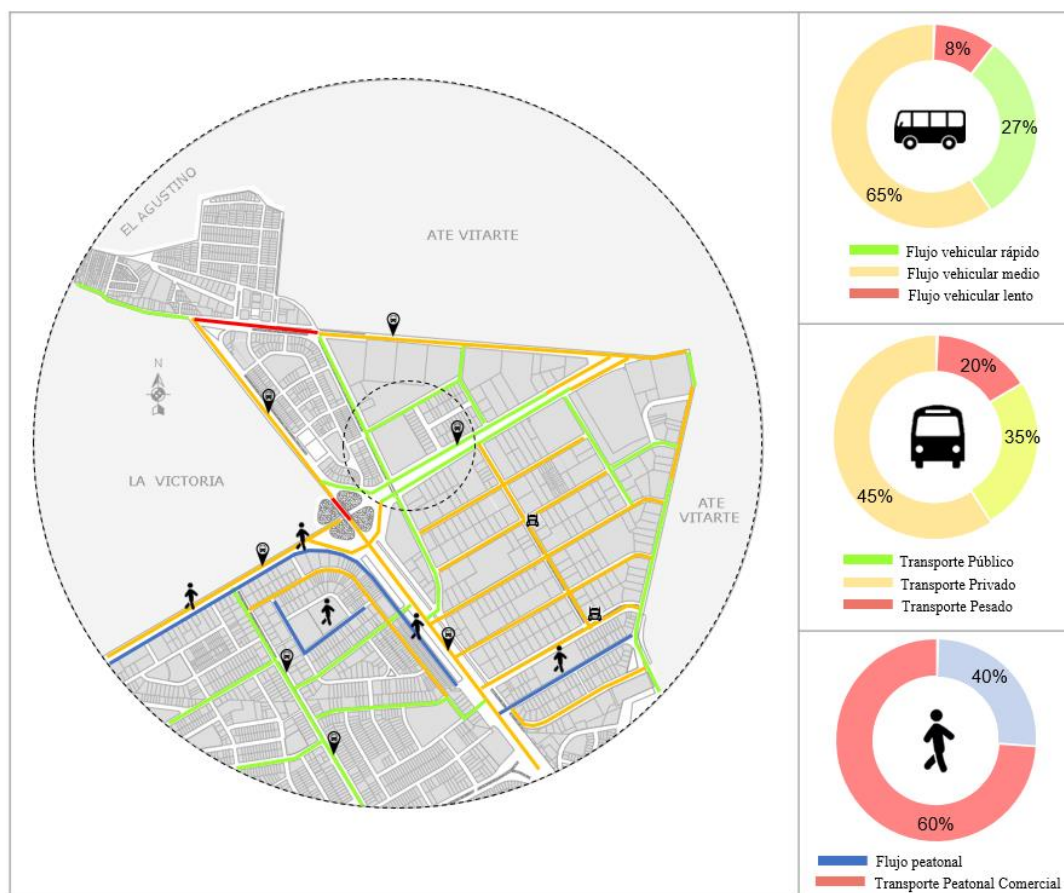 EL AGUSTINO
ATE VITARTE
N
LA VICTORIA
ATE
VITARTE
8%
27%
65%
Flujo vehicular rápido
Flujo vehicular medio
Flujo vehicular lento
20%
35%
45%
Transporte Público
Transporte Privado
Transporte Pesado
40%
60%
Flujo peatonal
Transporte Peatonal Comercial